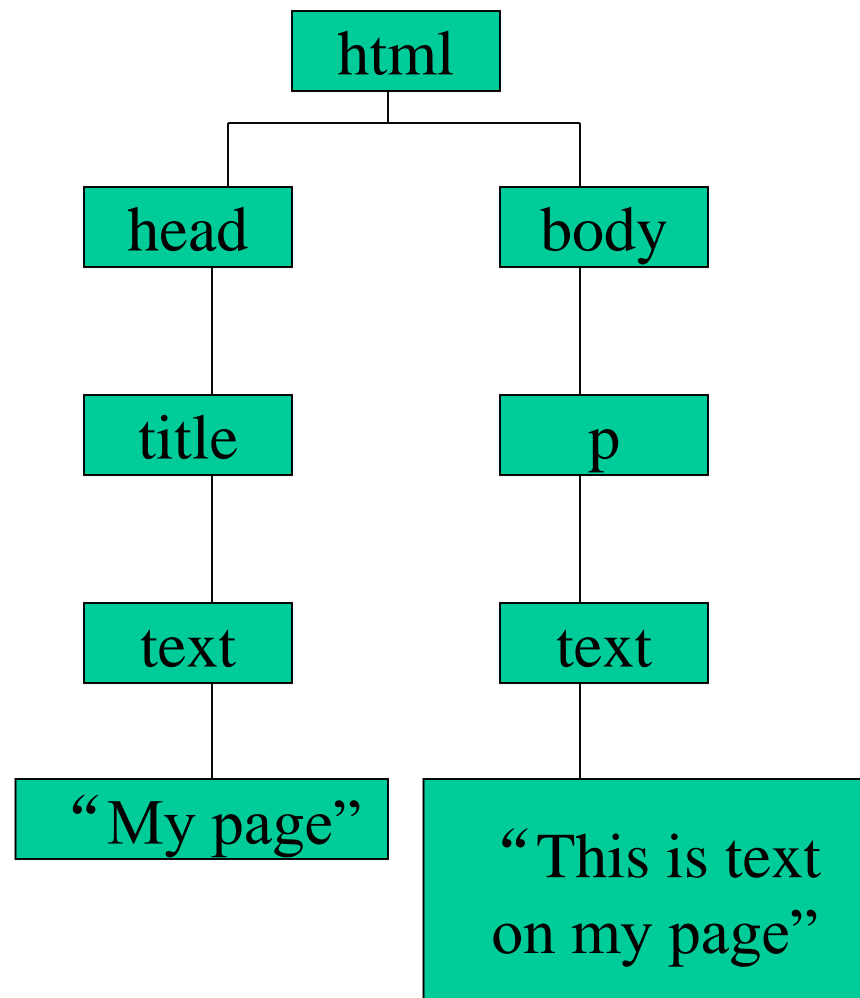 html
head
body
title
p
text
text
“My page”
“This is text
on my page”